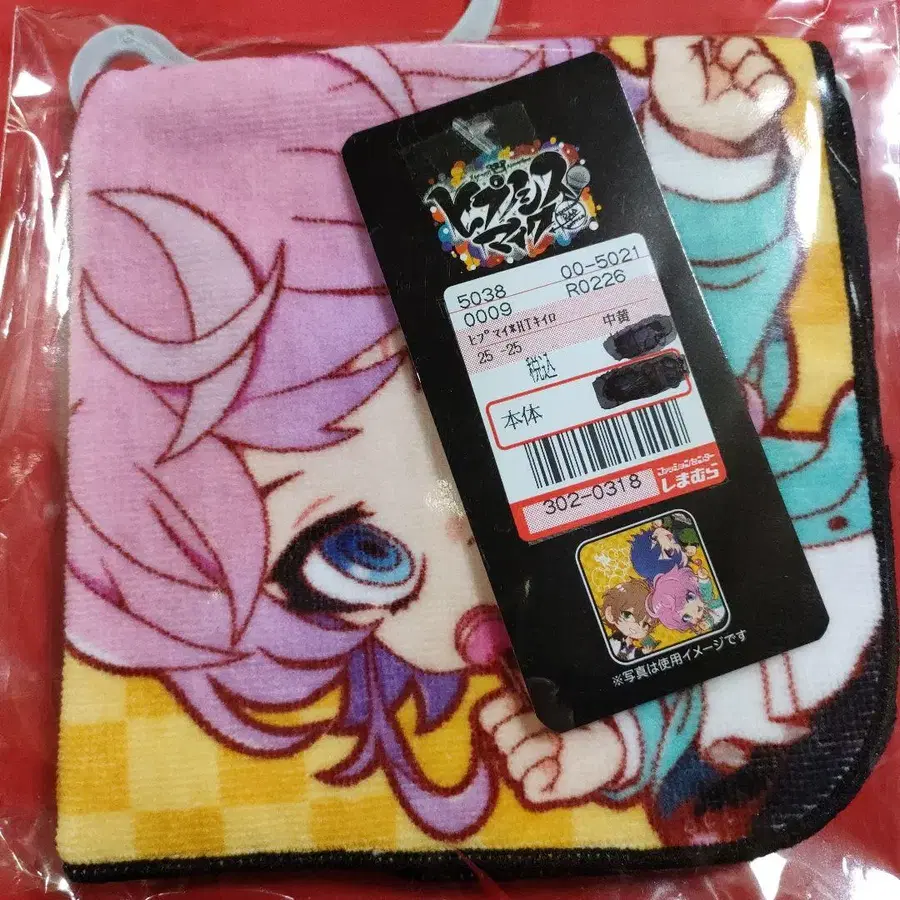 ヒプノシス
マイク
5038 00-5021
0009 R0226
ヒプマイ*HTキイロ
25 -25 中黄
税込
本体
302-0318
ファッションセンター
しまむら
※写真は使用イメージです